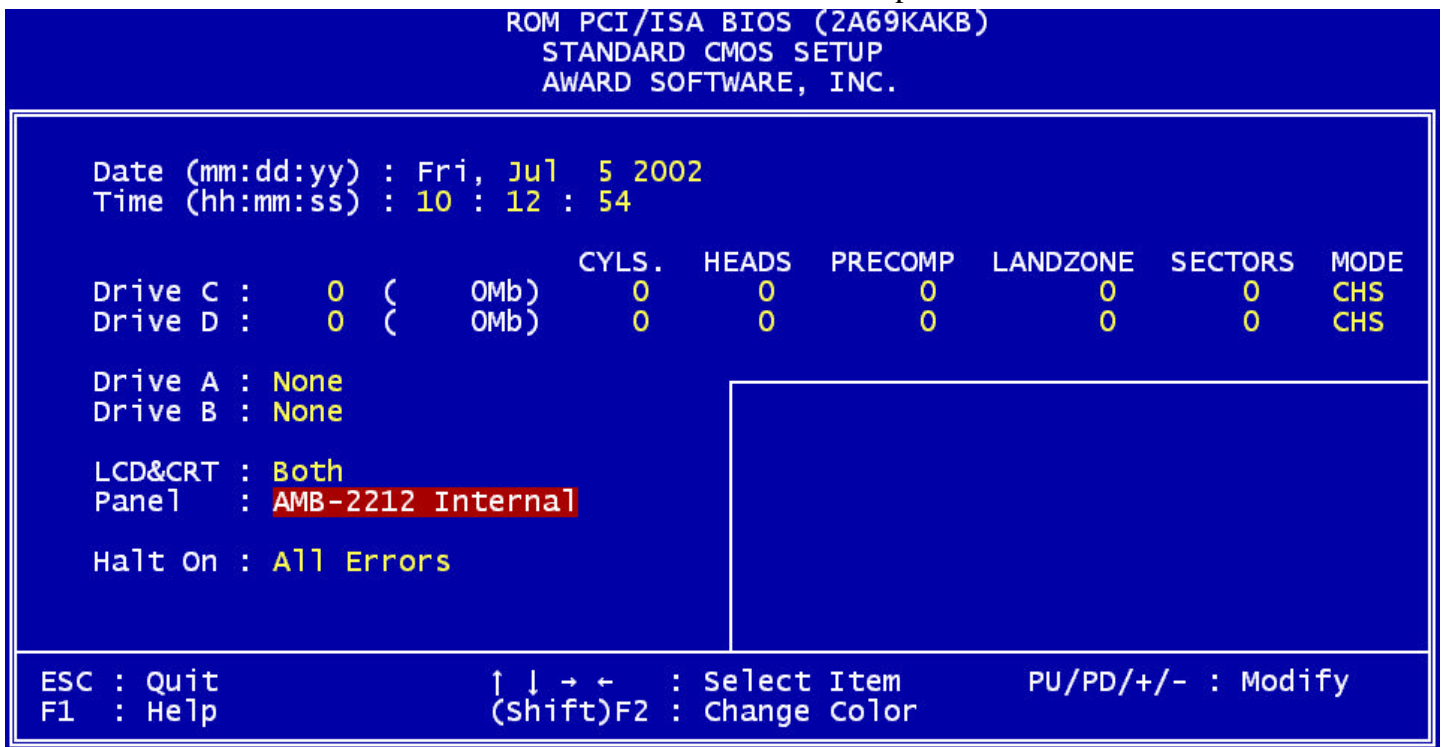 ROM PCI/ISA BIOS (2A69KAKB)
STANDARD CMOS SETUP
AWARD SOFTWARE, INC.
Date (mm:dd:yy) : Fri, Jul 5 2002
Time (hh:mm:ss) : 10 : 12 : 54
CYLS. HEADS PRECOMP LANDZONE SECTORS MODE
Drive C : 0 ( 0Mb) 0 0 0 0 0 CHS
Drive D : 0 ( 0Mb) 0 0 0 0 0 CHS
Drive A : None
Drive B : None
LCD&CRT : Both
Panel : AMB-2212 Internal
Halt On : All Errors
ESC : Quit ↑ ↓ → ← : Select Item PU/PD/+/- : Modify
F1 : Help (Shift)F2 : Change Color